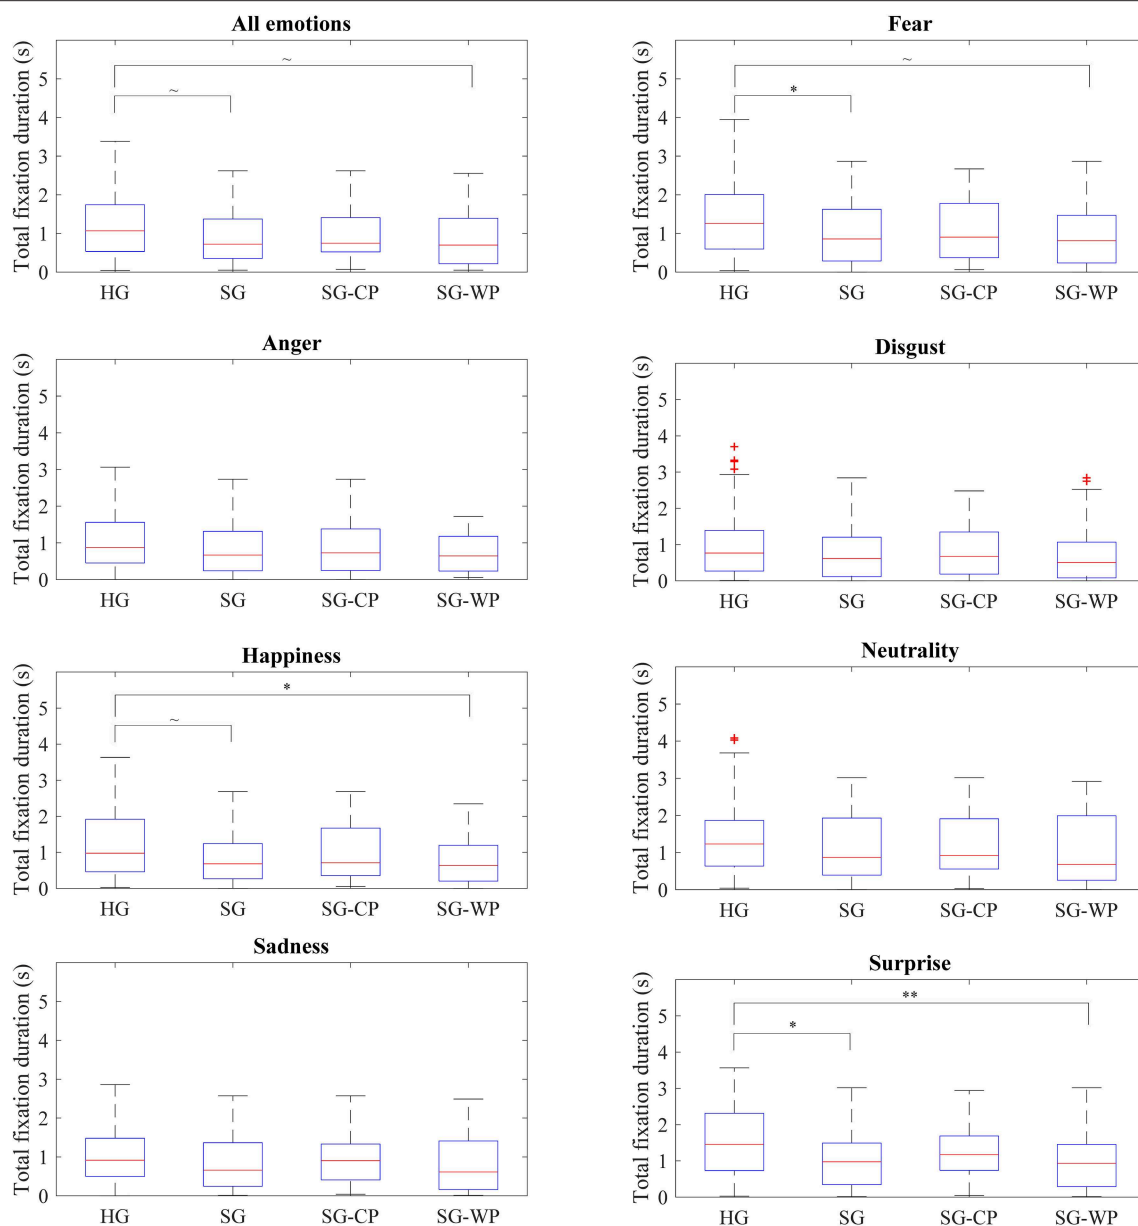 All emotions
Total fixation duration (s)
5
4
3
2
1
0
~
~
HG SG SG-CP SG-WP
Fear
Total fixation duration (s)
5
4
3
2
1
0
~
*
HG SG SG-CP SG-WP
Anger
Total fixation duration (s)
5
4
3
2
1
0
HG SG SG-CP SG-WP
Disgust
Total fixation duration (s)
5
4
3
2
1
0
HG SG SG-CP SG-WP
Happiness
Total fixation duration (s)
5
4
3
2
1
0
*
~
HG SG SG-CP SG-WP
Neutrality
Total fixation duration (s)
5
4
3
2
1
0
HG SG SG-CP SG-WP
Sadness
Total fixation duration (s)
5
4
3
2
1
0
HG SG SG-CP SG-WP
Surprise
Total fixation duration (s)
5
4
3
2
1
0
**
*
HG SG SG-CP SG-WP